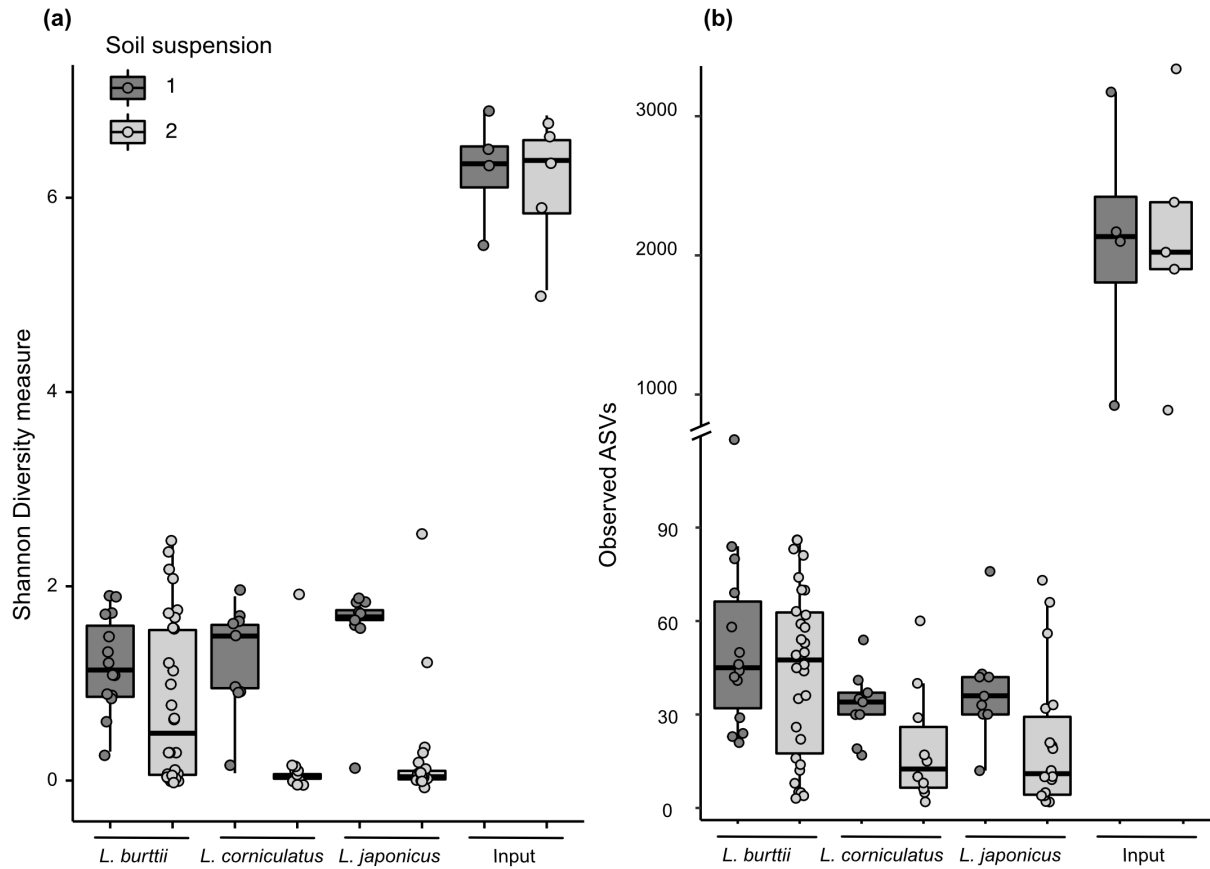 (a)
Soil suspension
1
2
Shannon Diversity measure
6
4
2
0
L. burttii
L. corniculatus
L. japonicus
Input
(b)
Observed ASVs
3000
2000
1000
90
60
30
0
L. burttii
L. corniculatus
L. japonicus
Input